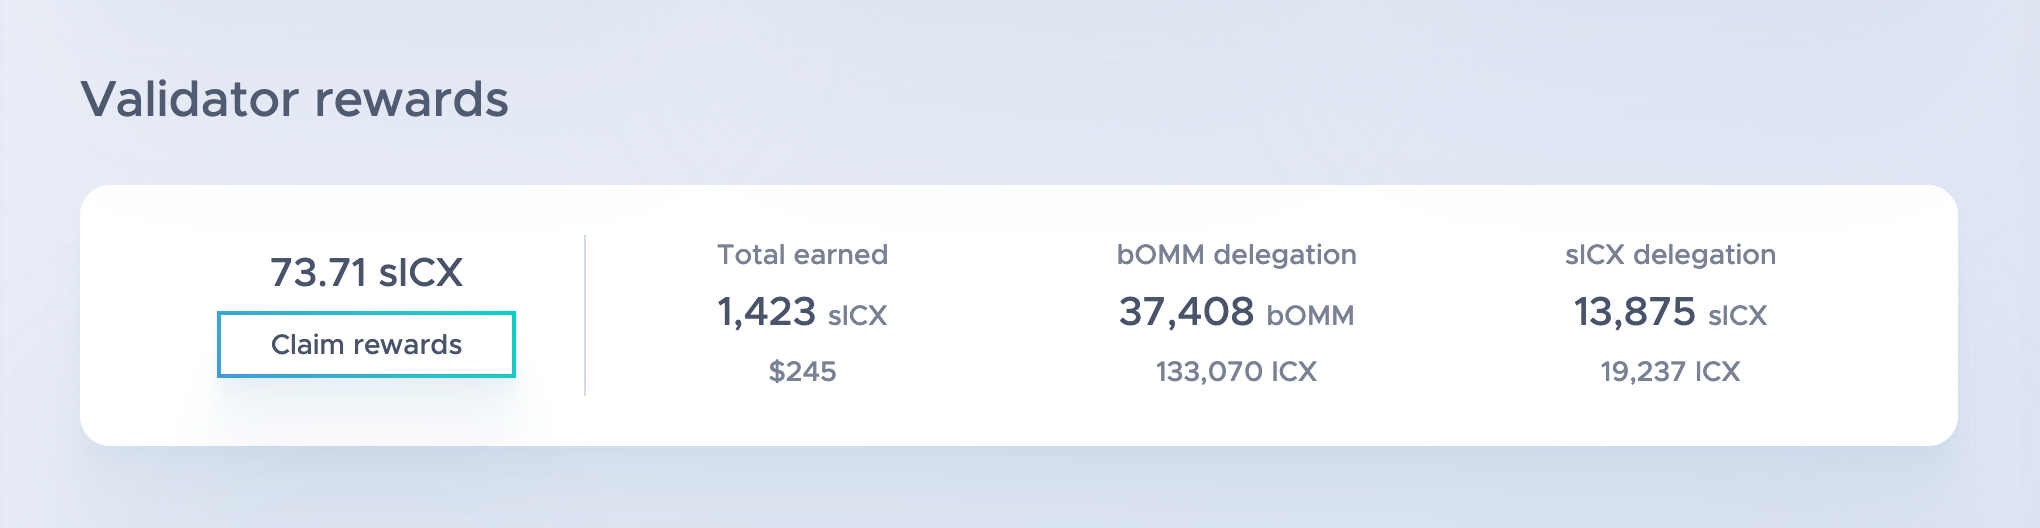 Validator rewards
73.71 sICX
Claim rewards
Total earned
1,423 sICX
$245
bOMM delegation
37,408 bOMM
133,070 ICX
sICX delegation
13,875 sICX
19,237 ICX